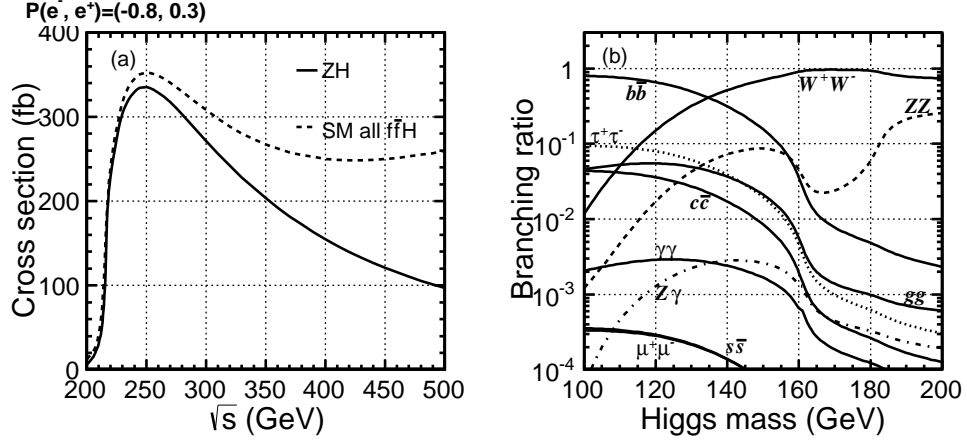 P(e⁻, e⁺)=(-0.8, 0.3)
Cross section (fb)
400
300
200
100
0
(a)
ZH
SM all ff̅H
200 250 300 350 400 450 500
√s (GeV)
Branching ratio
1
10⁻¹
10⁻²
10⁻³
10⁻⁴
(b)
bb̅
W⁺W⁻
ZZ
τ⁺τ⁻
cc̅
γγ
Zγ
gg
μ⁺μ⁻
ss̅
100 120 140 160 180 200
Higgs mass (GeV)